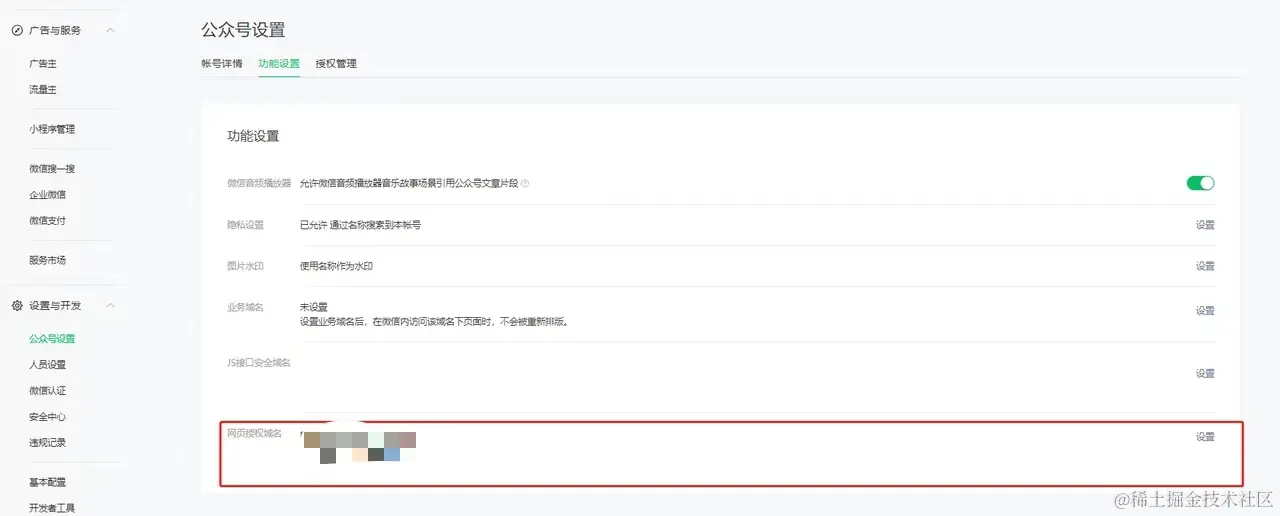 广告与服务
广告主
流量主
小程序管理
微信搜一搜
企业微信
微信支付
服务市场
设置与开发
公众号设置
人员设置
微信认证
安全中心
违规记录
基本配置
开发者工具
公众号设置
帐号详情 功能设置 授权管理
功能设置
微信音频播放器 允许微信音频播放器音乐故事场景引用公众号文章片段
隐私设置 已允许 通过名称搜索到本帐号 设置
图片水印 使用名称作为水印 设置
业务域名 未设置 设置
设置业务域名后，在微信内访问该域名下页面时，不会被重新排版。
JS接口安全域名 设置
网页授权域名 设置
@稀土掘金技术社区